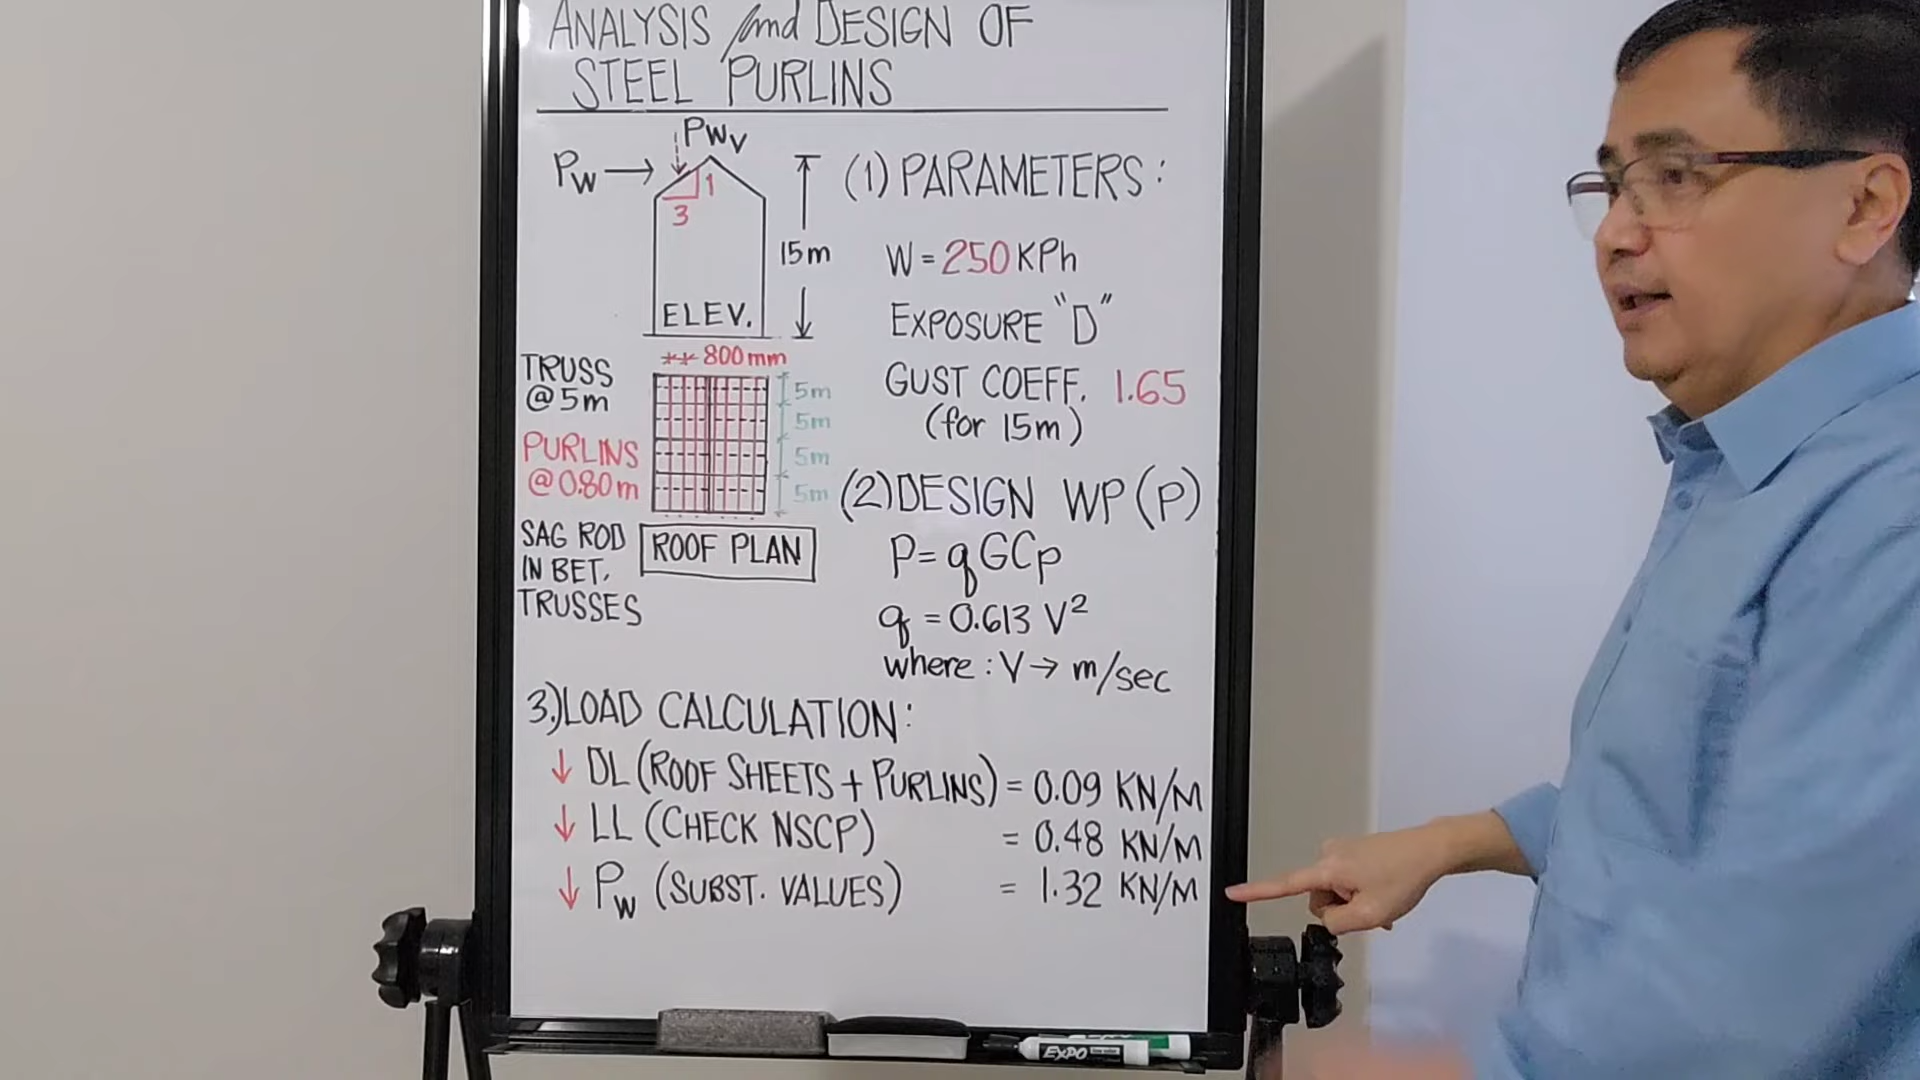 ANALYSIS and DESIGN OF
STEEL PURLINS
PWV
PW
1
3
15m
ELEV.
800mm
TRUSS
@5m
5m
5m
5m
5m
PURLINS
@0.80m
SAG ROD
IN BET.
TRUSSES
ROOF PLAN
(1) PARAMETERS:
W = 250 KPh
EXPOSURE "D"
GUST COEFF. 1.65
(for 15m)
(2) DESIGN WP (P)
P = qGCp
q = 0.613 V²
where : V → m/sec
3.) LOAD CALCULATION:
↓ DL (ROOF SHEETS + PURLINS) = 0.09 KN/M
↓ LL (CHECK NSCP) = 0.48 KN/M
↓ PW (SUBST. VALUES) = 1.32 KN/M
EXPO